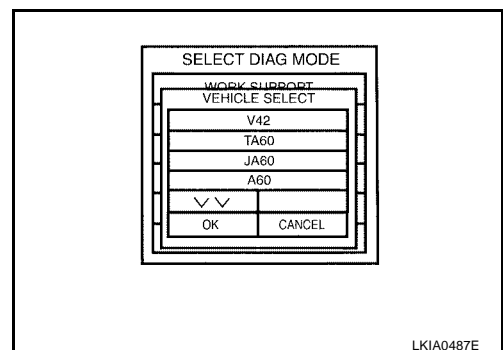 SELECT DIAG MODE
WORK SUPPORT
VEHICLE SELECT
V42
TA60
JA60
A60
OK CANCEL
LKIA0487E